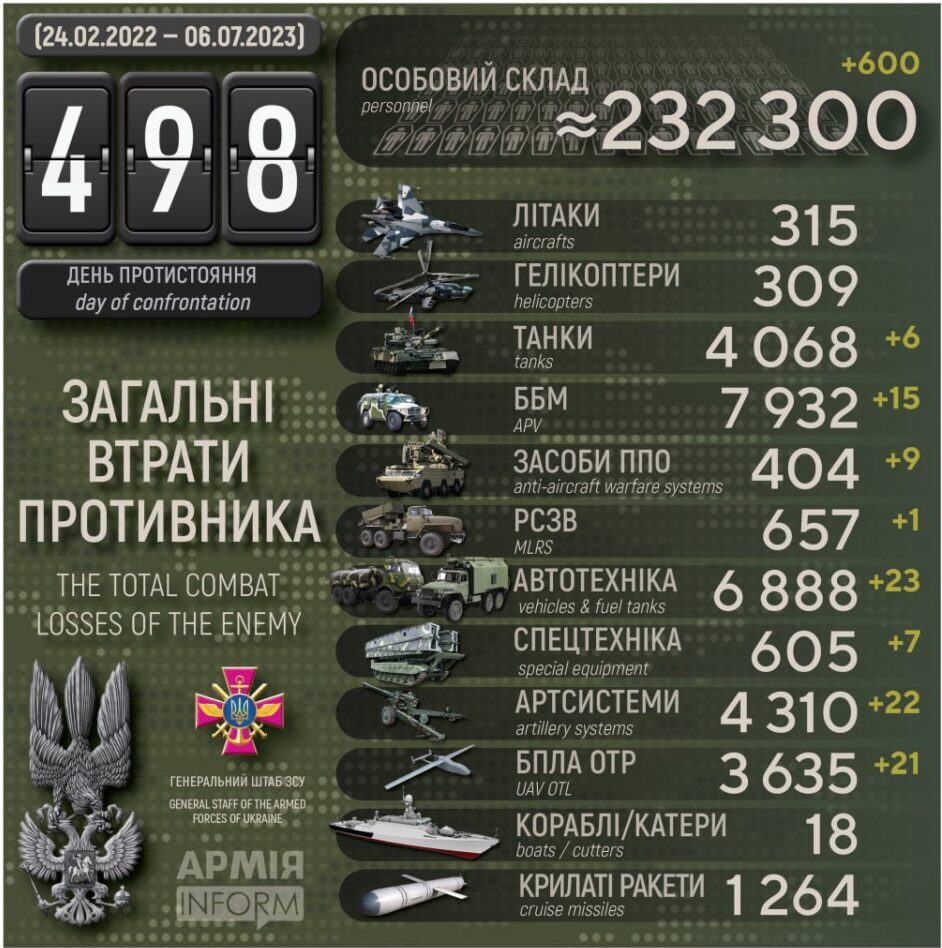 (24.02.2022 – 06.07.2023)
498
ДЕНЬ ПРОТИСТОЯННЯ
day of confrontation
ЗАГАЛЬНІ
ВТРАТИ
ПРОТИВНИКА
THE TOTAL COMBAT
LOSSES OF THE ENEMY
ГЕНЕРАЛЬНИЙ ШТАБ ЗСУ
GENERAL STAFF OF THE ARMED
FORCES OF UKRAINE
АРМІЯ
INFORM
ОСОБОВИЙ СКЛАД
personnel
+600
≈232 300
ЛІТАКИ
aircrafts
315
ГЕЛІКОПТЕРИ
helicopters
309
ТАНКИ
tanks
4 068 +6
ББМ
APV
7 932 +15
ЗАСОБИ ППО
anti-aircraft warfare systems
404 +9
РСЗВ
MLRS
657 +1
АВТОТЕХНІКА
vehicles & fuel tanks
6 888 +23
СПЕЦТЕХНІКА
special equipment
605 +7
АРТСИСТЕМИ
artillery systems
4 310 +22
БПЛА ОТР
UAV OTL
3 635 +21
КОРАБЛІ/КАТЕРИ
boats / cutters
18
КРИЛАТІ РАКЕТИ
cruise missiles
1 264